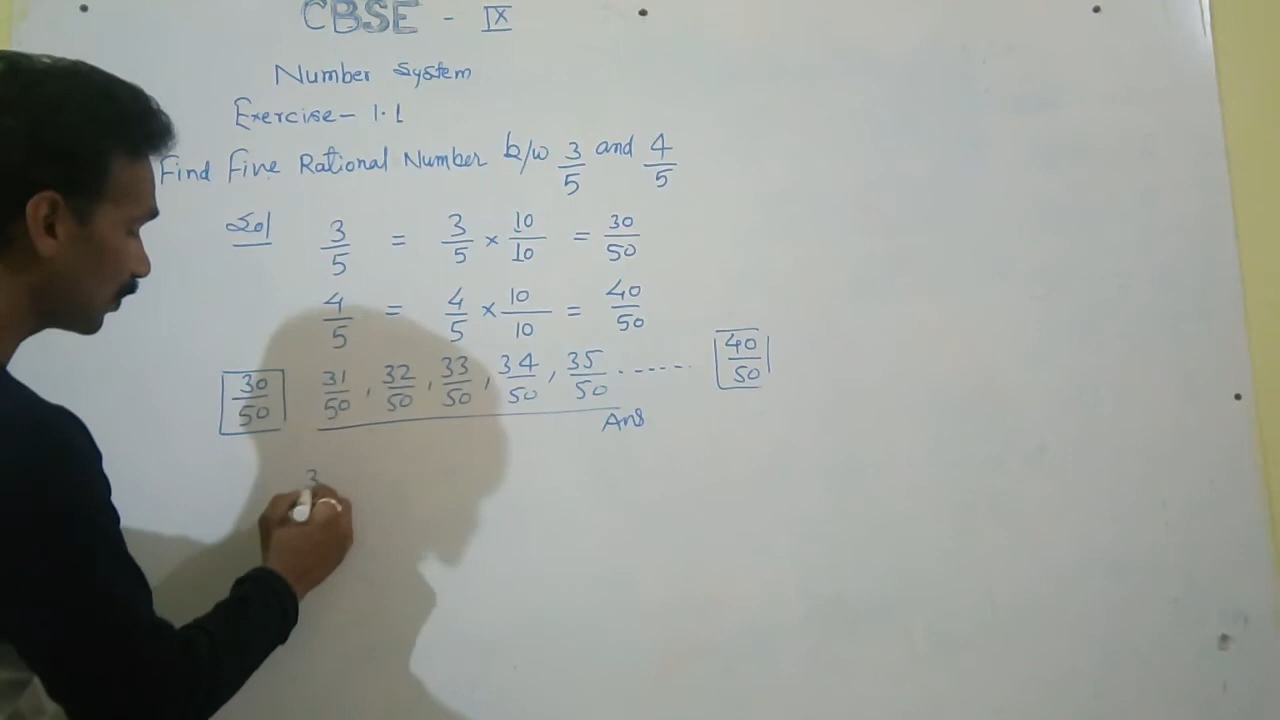 CBSE - IX
Number System
Exercise- 1.1
Find Five Rational Number b/w 3/5 and 4/5
Sol 3/5 = 3/5 × 10/10 = 30/50
4/5 = 4/5 × 10/10 = 40/50
30/50 31/50, 32/50, 33/50, 34/50, 35/50 ...... 40/50
Ans
3